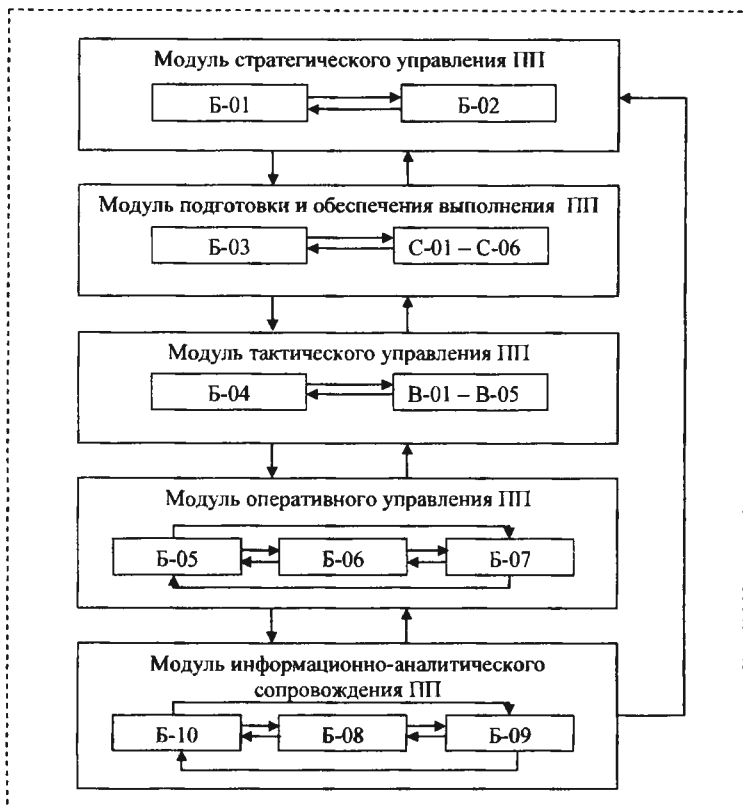 Модуль стратегического управления ПП
Б-01 Б-02
Модуль подготовки и обеспечения выполнения ПП
Б-03 С-01 – С-06
Модуль тактического управления ПП
Б-04 В-01 – В-05
Модуль оперативного управления ПП
Б-05 Б-06 Б-07
Модуль информационно-аналитического
сопровождения ПП
Б-10 Б-08 Б-09